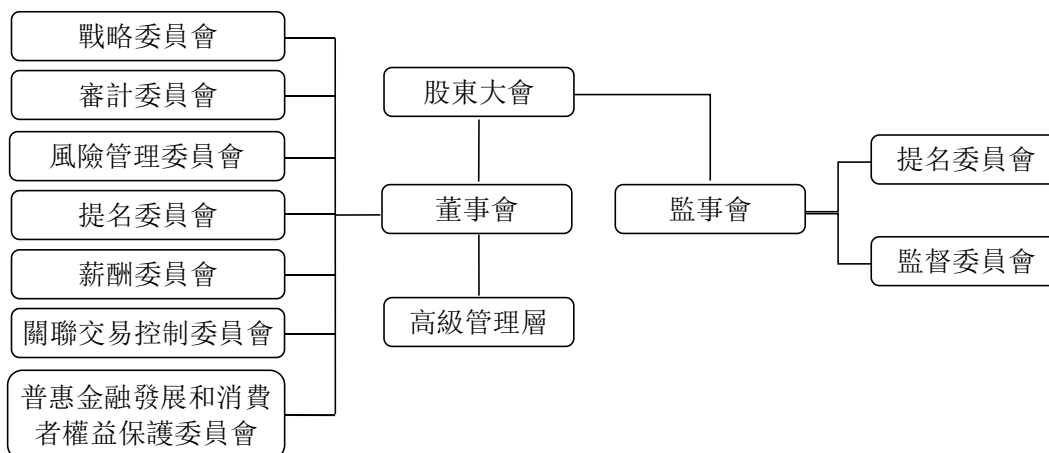 戰略委員會
審計委員會
風險管理委員會
提名委員會
薪酬委員會
關聯交易控制委員會
普惠金融發展和消費
者權益保護委員會
股東大會
董事會
高級管理層
監事會
提名委員會
監督委員會